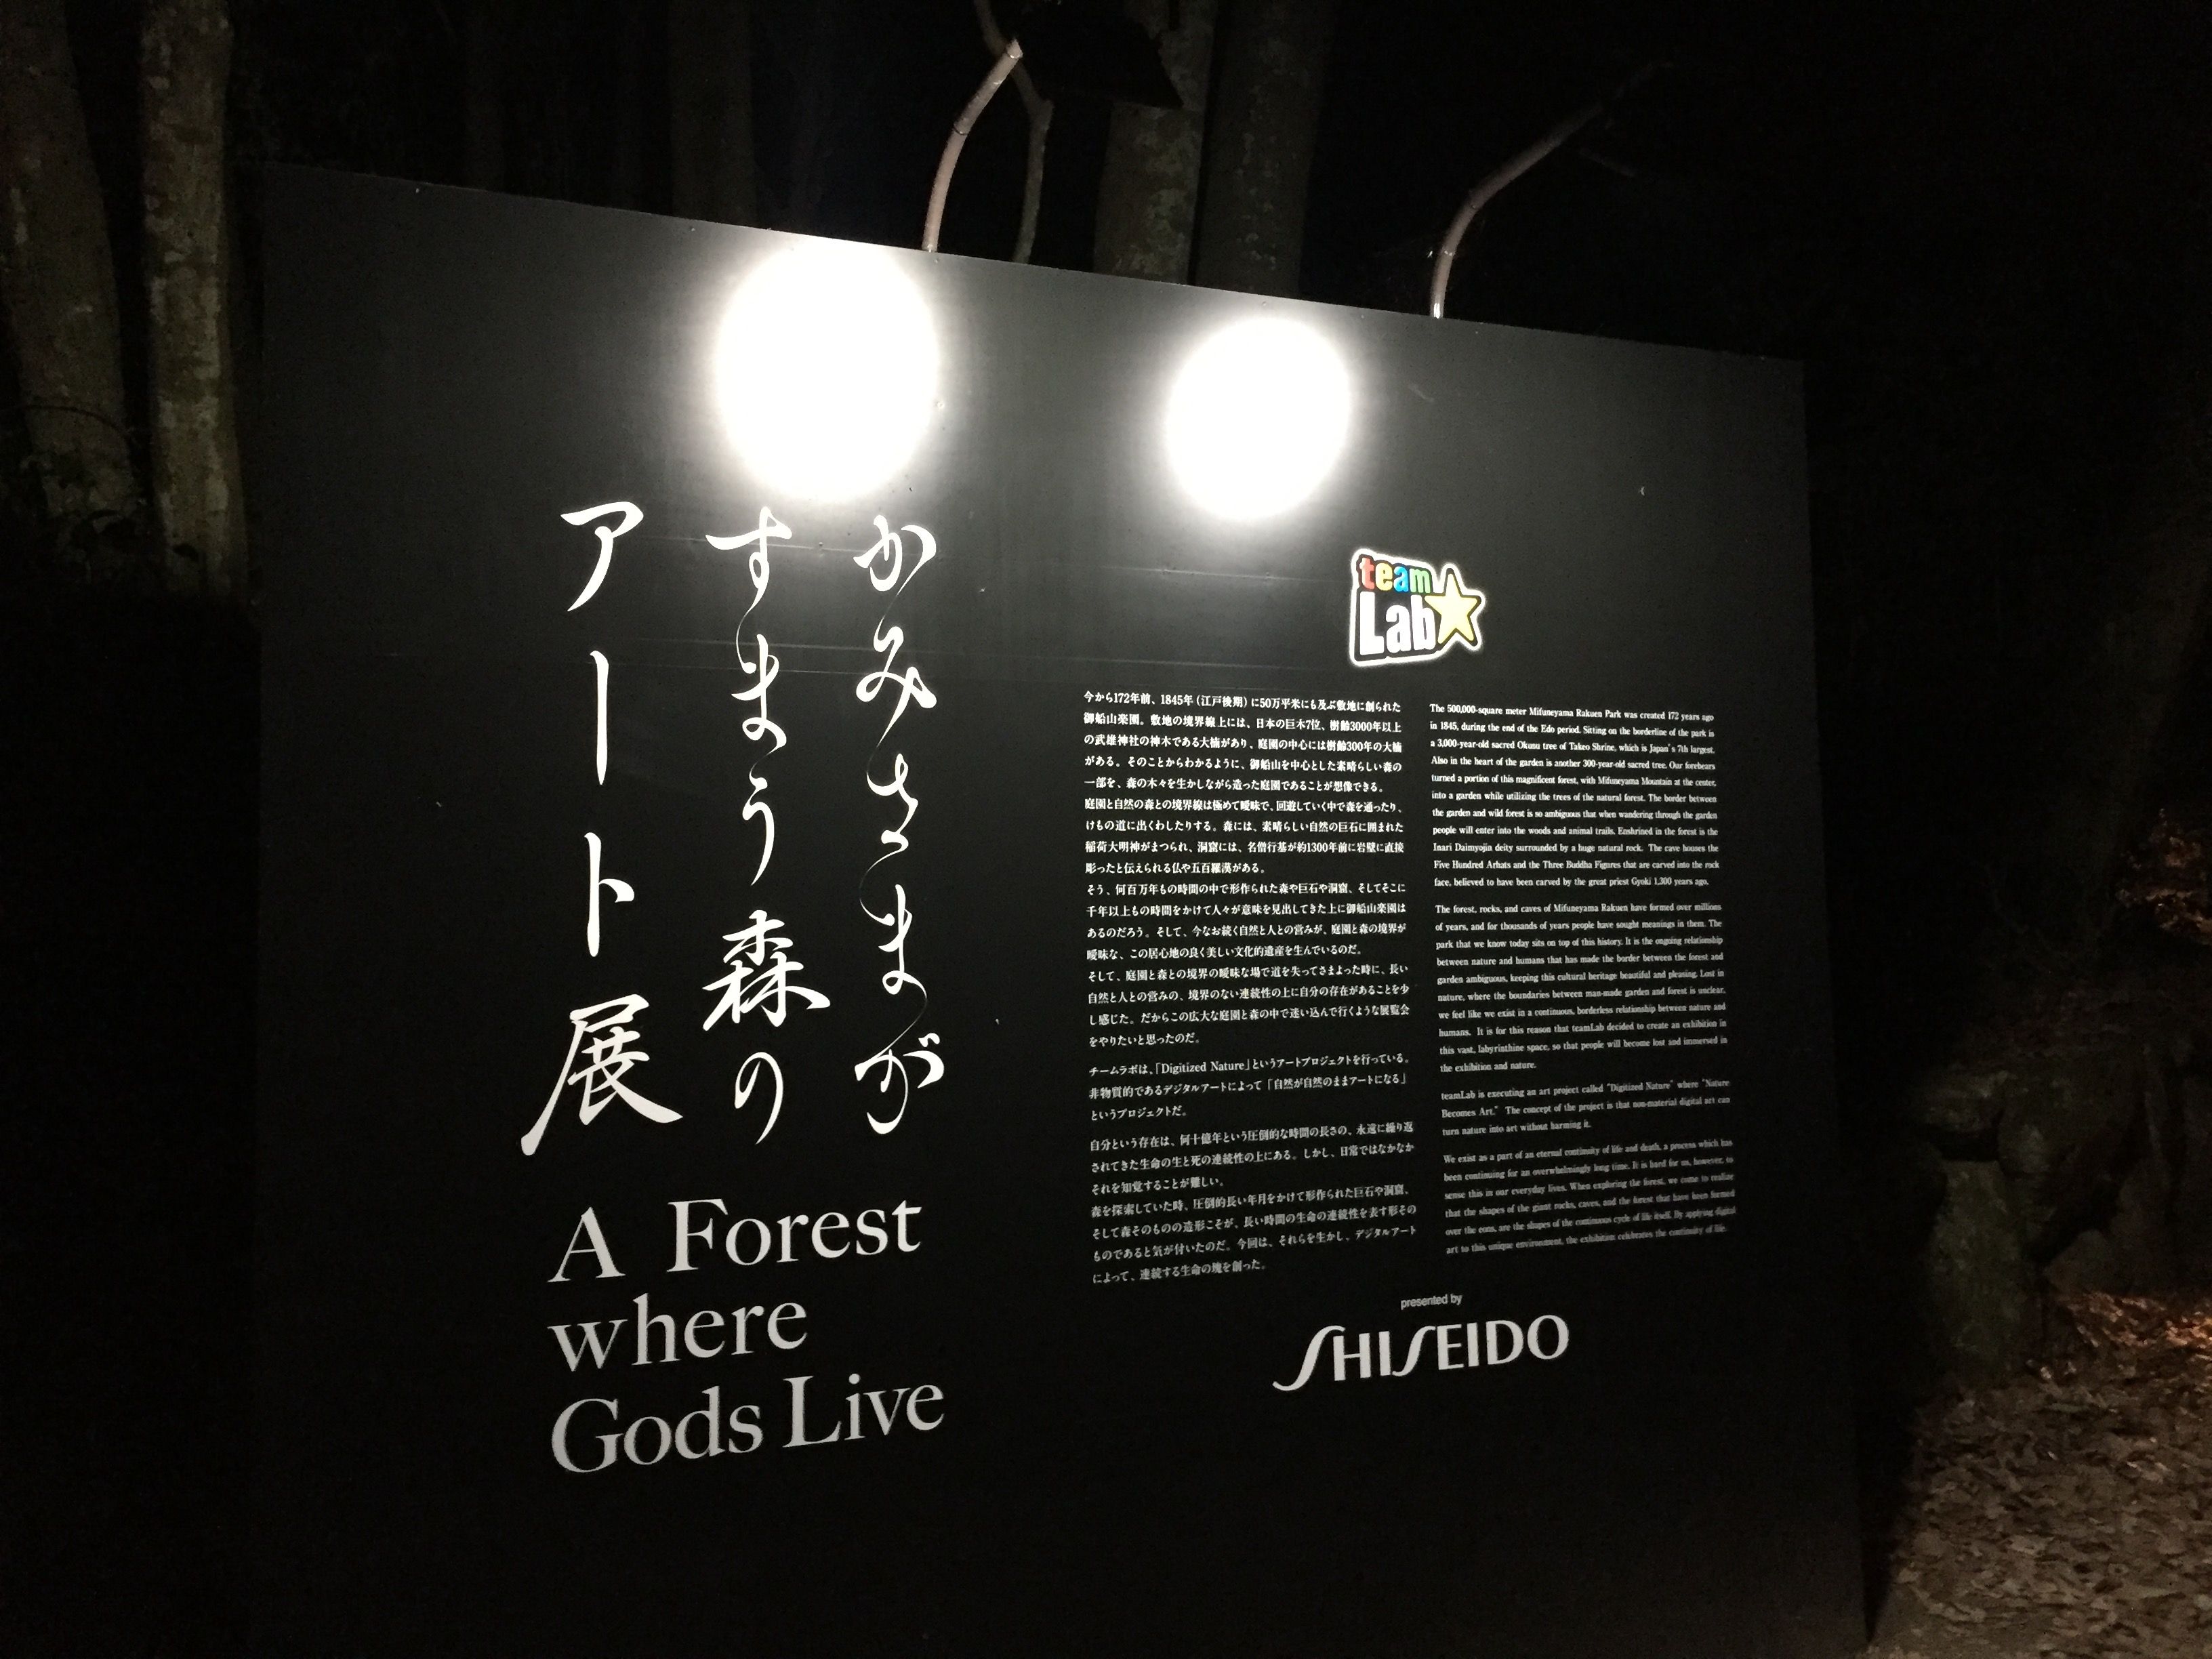 かみさまが
すまう森の
アート展
A Forest
where
Gods Live
team
Lab
今から172年前、1845年(江戸後期)に50万平米にも及ぶ敷地に創られた
御船山楽園。敷地の境界線上には、日本の巨木7位、樹齢3000年以上
の武雄神社の神木である大楠があり、庭園の中心には樹齢300年の大楠
がある。そのことからわかるように、御船山を中心とした素晴らしい森の
一部を、森の木々を生かしながら造った庭園であることが想像できる。
庭園と自然の森との境界線は極めて曖昧で、回遊していく中で森を通ったり、
けもの道に出くわしたりする。森には、素晴らしい自然の巨石に囲まれた
稲荷大明神がまつられ、洞窟には、名僧行基が約1300年前に岩壁に直接
彫ったと伝えられる仏や五百羅漢がある。
そう、何百万年もの時間の中で形作られた森や巨石や洞窟、そしてそこに
千年以上もの時間をかけて人々が意味を見出してきた上に御船山楽園は
あるのだろう。そして、今なお続く自然と人との営みが、庭園と森の境界が
曖昧な、この居心地の良く美しい文化的遺産を生んでいるのだ。
そして、庭園と森との境界の曖昧な場で道を失ってさまよった時に、長い
自然と人との営みの、境界のない連続性の上に自分の存在があることを少
し感じた。だからこの広大な庭園と森の中で迷い込んで行くような展覧会
をやりたいと思ったのだ。
チームラボは、「Digitized Nature」というアートプロジェクトを行っている。
非物質的であるデジタルアートによって「自然が自然のままアートになる」
というプロジェクトだ。
自分という存在は、何十億年という圧倒的な時間の長さの、永遠に繰り返
されてきた生命の生と死の連続性の上にある。しかし、日常ではなかなか
それを知覚することが難しい。
森を探索していた時、圧倒的長い年月をかけて形作られた巨石や洞窟、
そして森そのものの造形こそが、長い時間の生命の連続性を表す形その
ものであると気が付いたのだ。今回は、それらを生かし、デジタルアート
によって、連続する生命の塊を創った。
The 500,000-square meter Mifuneyama Rakuen Park was created 172 years ago
in 1845, during the end of the Edo period. Sitting on the borderline of the park is
a 3,000-year-old sacred Okusu tree of Takeo Shrine, which is Japan's 7th largest.
Also in the heart of the garden is another 300-year-old sacred tree. Our forebears
turned a portion of this magnificent forest, with Mifuneyama Mountain at the center,
into a garden while utilizing the trees of the natural forest. The border between
the garden and wild forest is so ambiguous that when wandering through the garden
people will enter into the woods and animal trails. Enshrined in the forest is the
Inari Daimyojin deity surrounded by a huge natural rock. The cave houses the
Five Hundred Arhats and the Three Buddha Figures that are carved into the rock
face, believed to have been carved by the great priest Gyoki 1,300 years ago.
The forest, rocks, and caves of Mifuneyama Rakuen have formed over millions
of years, and for thousands of years people have sought meanings in them. The
park that we know today sits on top of this history. It is the ongoing relationship
between nature and humans that has made the border between the forest and
garden ambiguous, keeping this cultural heritage beautiful and pleasing. Lost in
nature, where the boundaries between man-made garden and forest is unclear,
we feel like we exist in a continuous, borderless relationship between nature and
humans. It is for this reason that teamLab decided to create an exhibition in
this vast, labyrinthine space, so that people will become lost and immersed in
the exhibition and nature.
teamLab is executing an art project called "Digitized Nature" where "Nature
Becomes Art." The concept of the project is that non-material digital art can
turn nature into art without harming it.
We exist as a part of an eternal continuity of life and death, a process which has
been continuing for an overwhelmingly long time. It is hard for us, however, to
sense this in our everyday lives. When exploring the forest, we come to realize
that the shapes of the giant rocks, caves, and the forest that have been formed
over the eons, are the shapes of the continuous cycle of life itself. By applying digital
art to this unique environment, the exhibition celebrates the continuity of life.
presented by
SHISEIDO